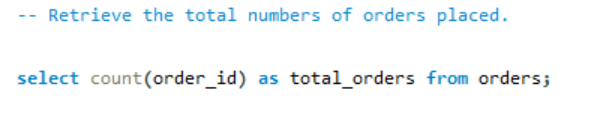 -- Retrieve the total numbers of orders placed.
select count(order_id) as total_orders from orders;